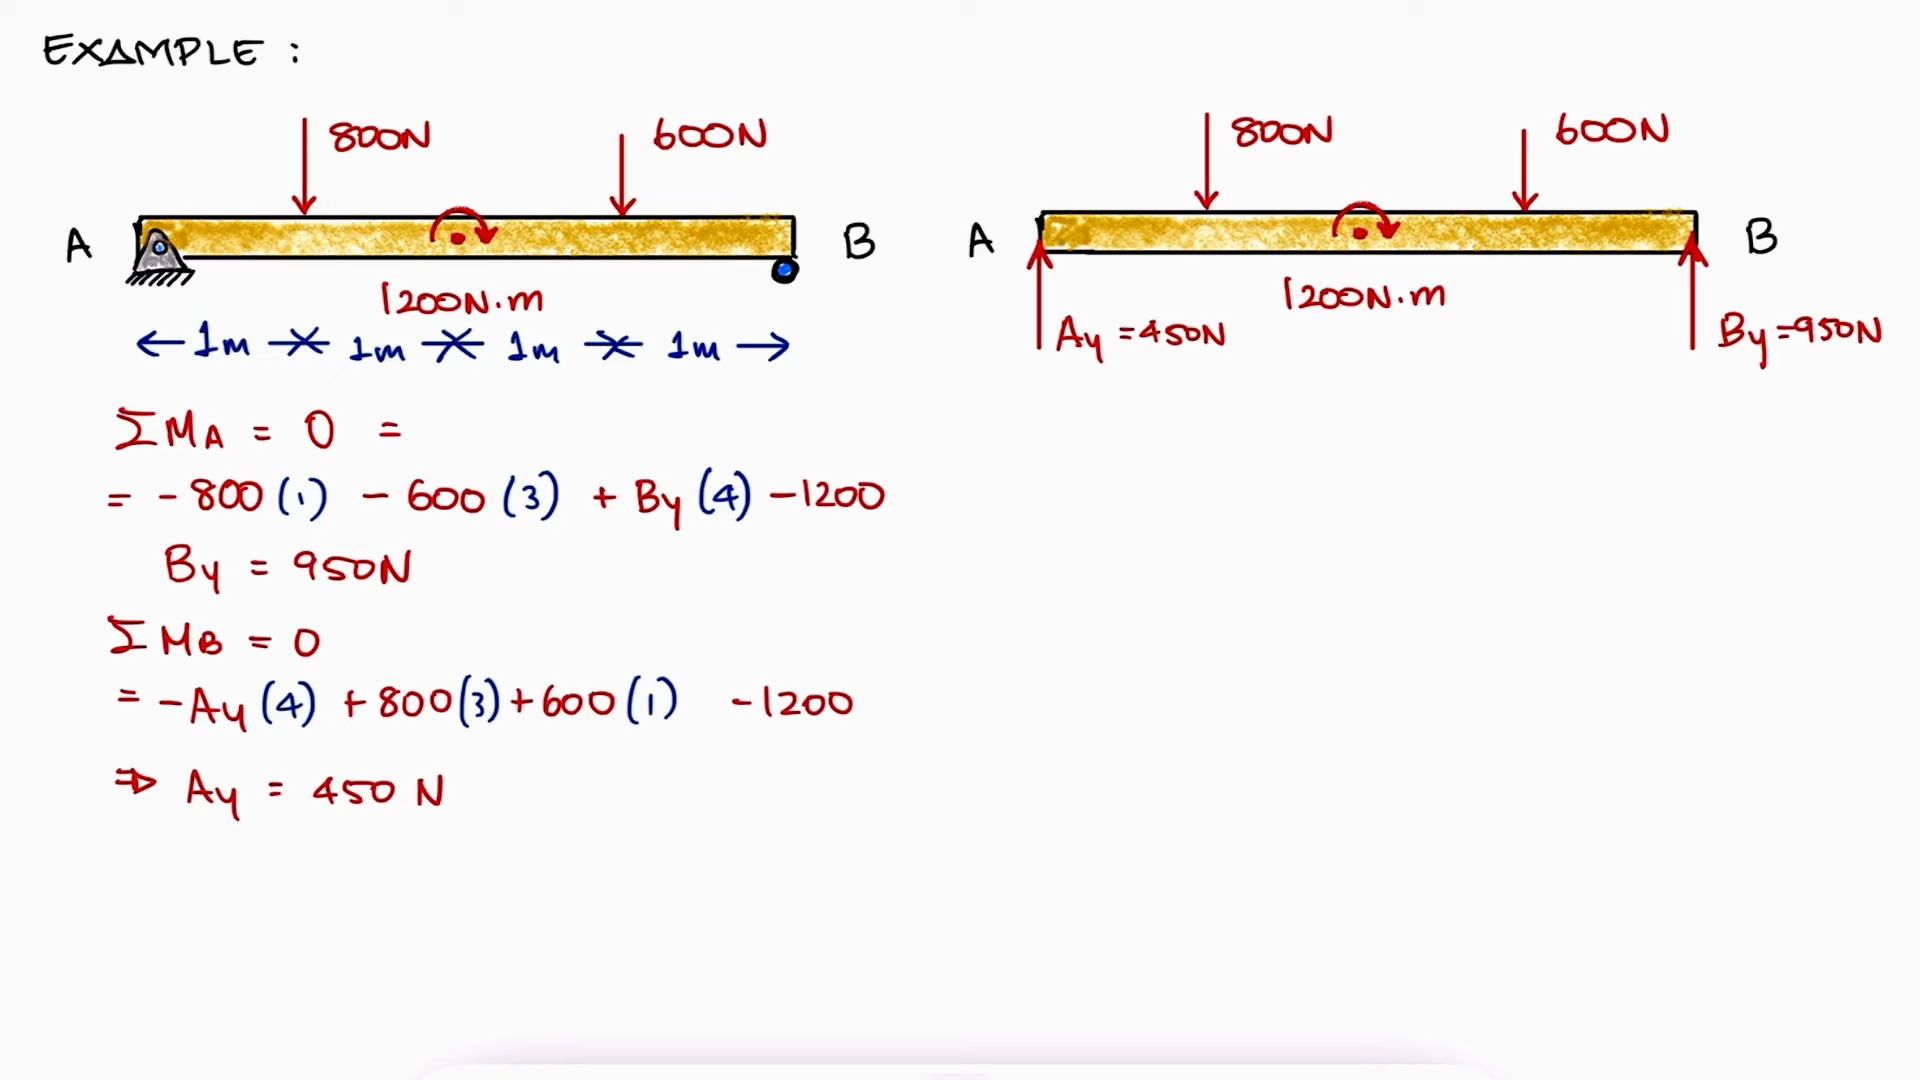 EXAMPLE :
800N 600N
A B
1200N.m
1m 1m 1m 1m
ΣMA = 0 =
= -800 (1) - 600 (3) + By (4) -1200
By = 950N
ΣMB = 0
= -Ay (4) +800(3)+600(1) -1200
⇒ Ay = 450 N
800N 600N
A B
1200N.m
Ay =450N By=950N